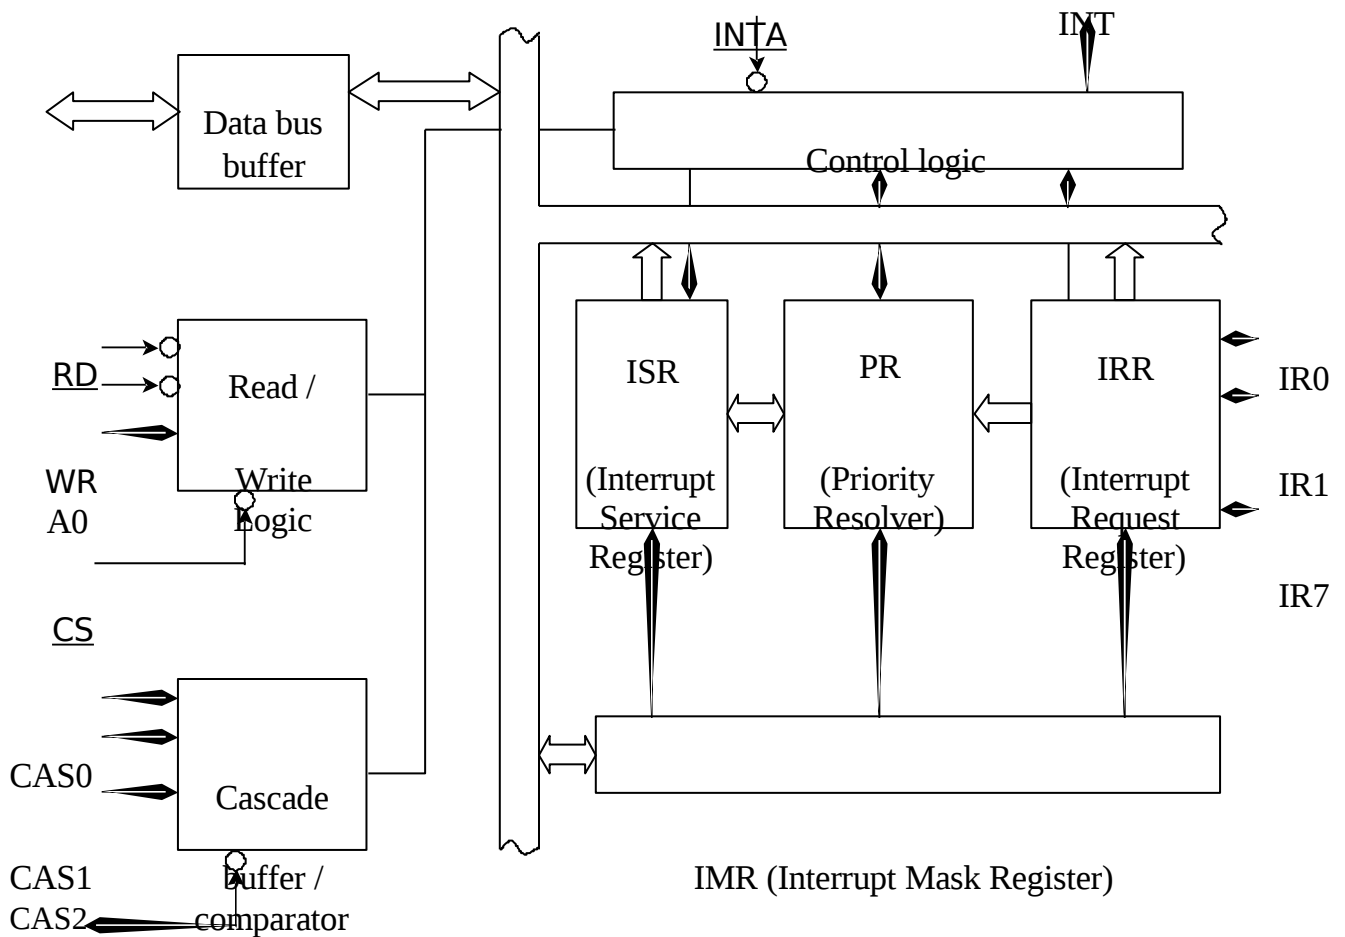 INTA
INT
Data bus
buffer
Control logic
RD
Read /
ISR
PR
IRR
IR0
WR
A0
Write
Logic
(Interrupt
Service
Register)
(Priority
Resolver)
(Interrupt
Request
Register)
IR1
IR7
CS
CAS0
Cascade
CAS1
CAS2
buffer /
comparator
IMR (Interrupt Mask Register)